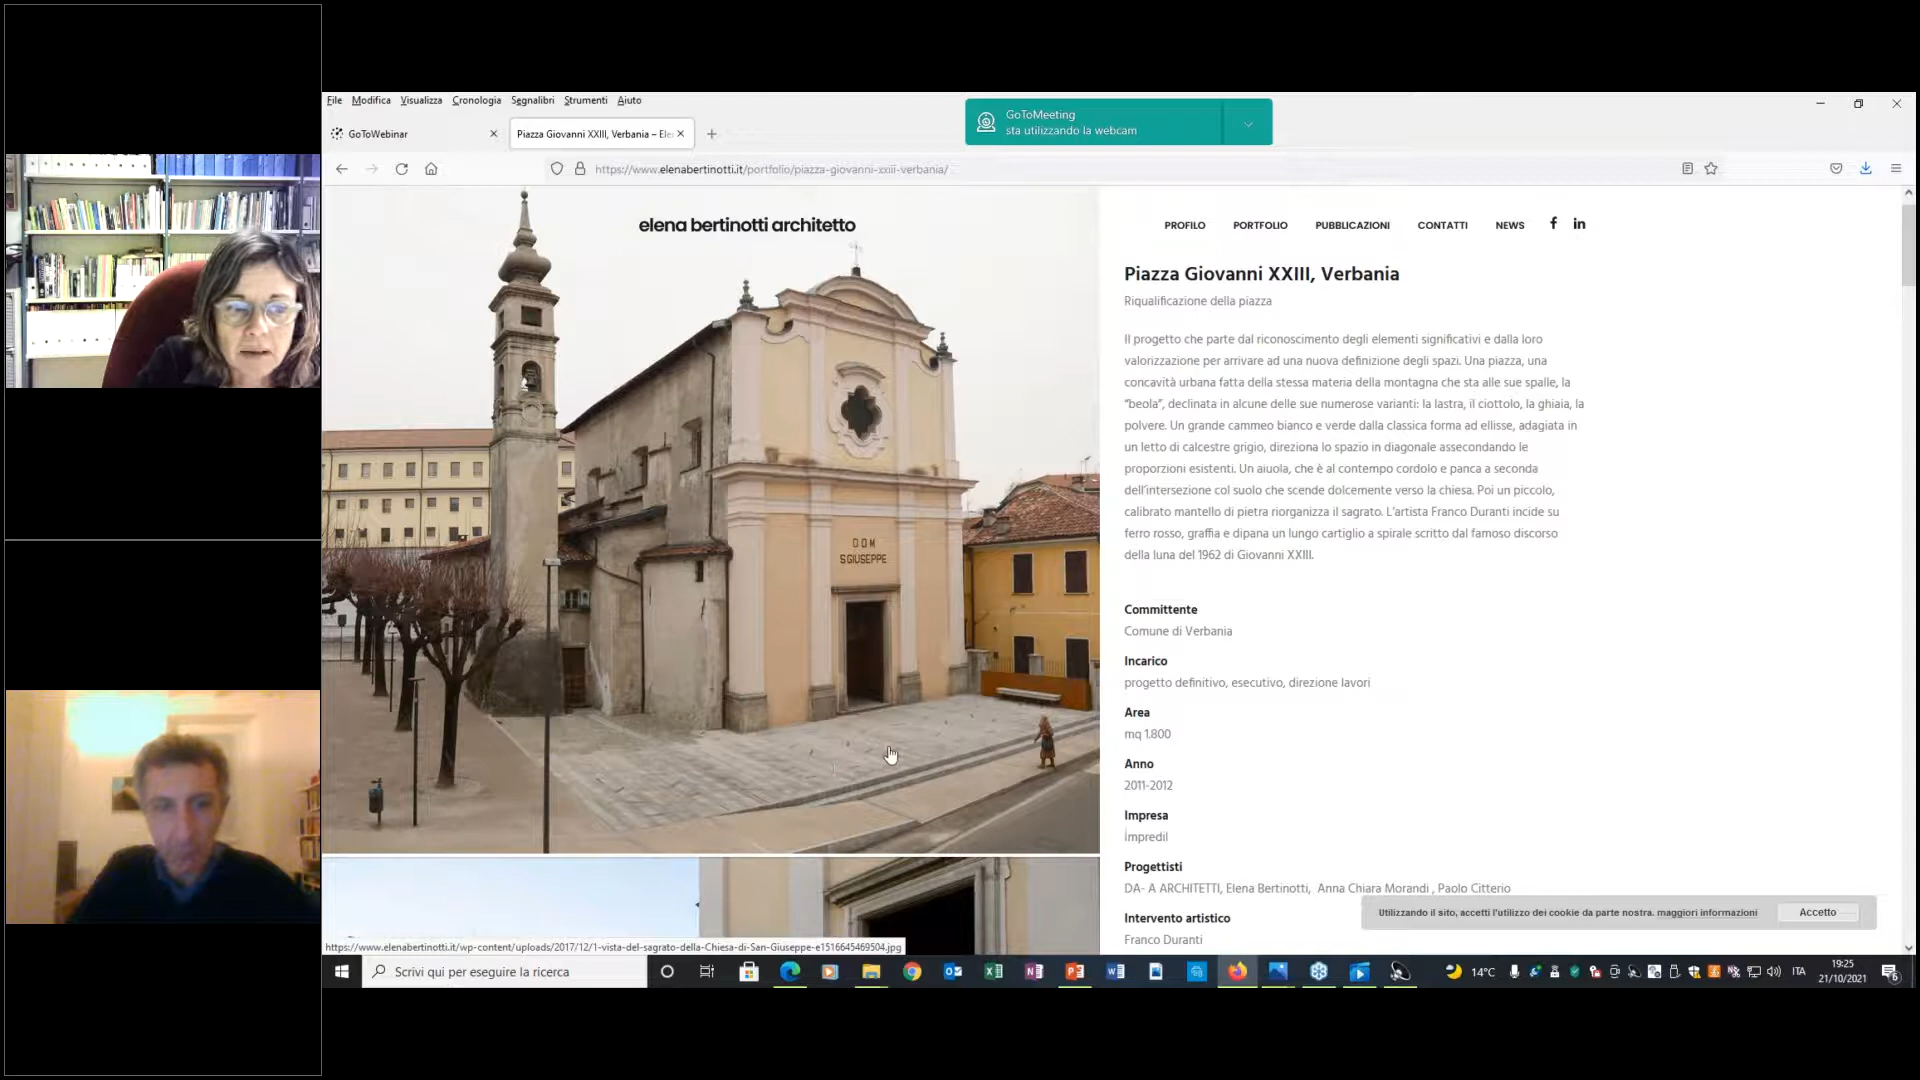 File Modifica Visualizza Cronologia Segnalibri Strumenti Aiuto
GoToMeeting
sta utilizzando la webcam
GoToWebinar
Piazza Giovanni XXIII, Verbania – Ele
https://www.elenabertinotti.it/portfolio/piazza-giovanni-xxiii-verbania/
elena bertinotti architetto
PROFILO PORTFOLIO PUBBLICAZIONI CONTATTI NEWS
D O M
S.GIUSEPPE
Piazza Giovanni XXIII, Verbania
Riqualificazione della piazza
Il progetto che parte dal riconoscimento degli elementi significativi e dalla loro
valorizzazione per arrivare ad una nuova definizione degli spazi. Una piazza, una
concavità urbana fatta della stessa materia della montagna che sta alle sue spalle, la
“beola”, declinata in alcune delle sue numerose varianti: la lastra, il ciottolo, la ghiaia, la
polvere. Un grande cammeo bianco e verde dalla classica forma ad ellisse, adagiata in
un letto di calcestre grigio, direziona lo spazio in diagonale assecondando le
proporzioni esistenti. Un aiuola, che è al contempo cordolo e panca a seconda
dell’intersezione col suolo che scende dolcemente verso la chiesa. Poi un piccolo,
calibrato mantello di pietra riorganizza il sagrato. L’artista Franco Duranti incide su
ferro rosso, graffia e dipana un lungo cartiglio a spirale scritto dal famoso discorso
della luna del 1962 di Giovanni XXIII.
Committente
Comune di Verbania
Incarico
progetto definitivo, esecutivo, direzione lavori
Area
mq 1.800
Anno
2011-2012
Impresa
impredil
Progettisti
DA- A ARCHITETTI, Elena Bertinotti, Anna Chiara Morandi , Paolo Citterio
Intervento artistico
Franco Duranti
Utilizzando il sito, accetti l'utilizzo dei cookie da parte nostra. maggiori informazioni
Accetto
https://www.elenabertinotti.it/wp-content/uploads/2017/12/1-vista-del-sagrato-della-Chiesa-di-San-Giuseppe-e1516645469504.jpg
Scrivi qui per eseguire la ricerca
14°C
ITA
19:25
21/10/2021
6